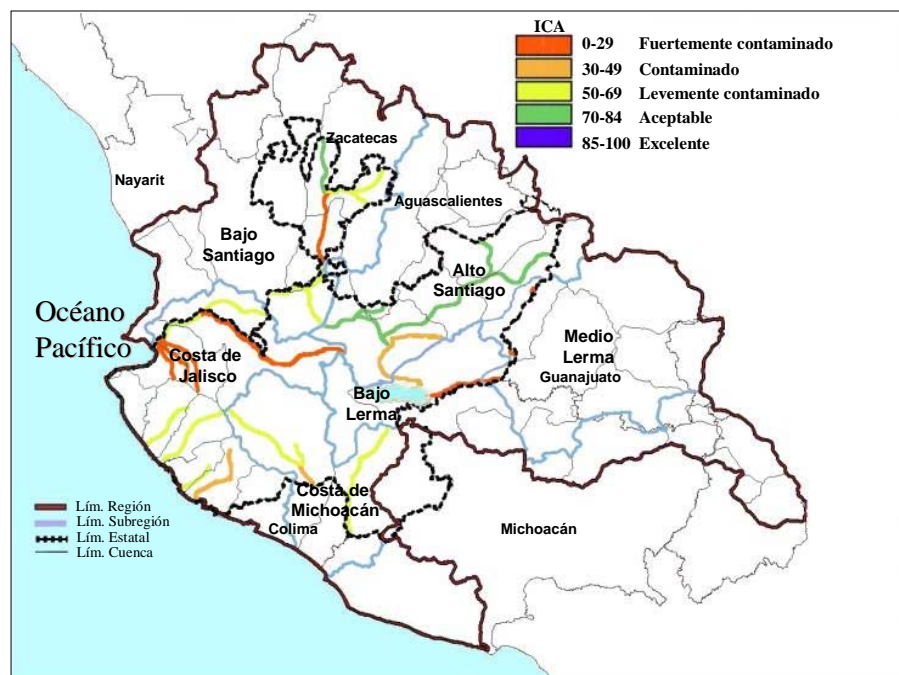 ICA
0-29 Fuertemente contaminado
30-49 Contaminado
50-69 Levemente contaminado
70-84 Aceptable
85-100 Excelente
Zacatecas
Nayarit
Aguascalientes
Bajo
Santiago
Alto
Santiago
Océano
Pacífico
Medio
Lerma
Guanajuato
Costa de
Jalisco
Bajo
Lerma
Costa de
Michoacán
Colima
Michoacán
Lím. Región
Lím. Subregión
Lím. Estatal
Lím. Cuenca